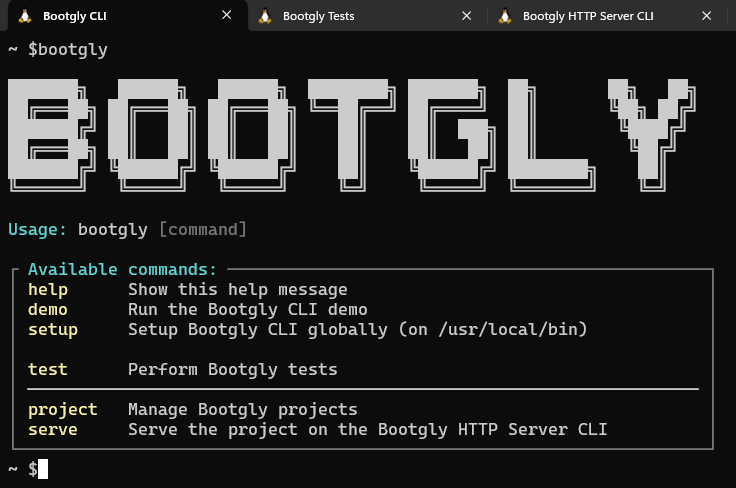 Bootgly CLI
Bootgly Tests
Bootgly HTTP Server CLI
~ $bootgly
BOOTGLY
Usage: bootgly [command]
Available commands:
help Show this help message
demo Run the Bootgly CLI demo
setup Setup Bootgly CLI globally (on /usr/local/bin)
test Perform Bootgly tests
project Manage Bootgly projects
serve Serve the project on the Bootgly HTTP Server CLI
~ $